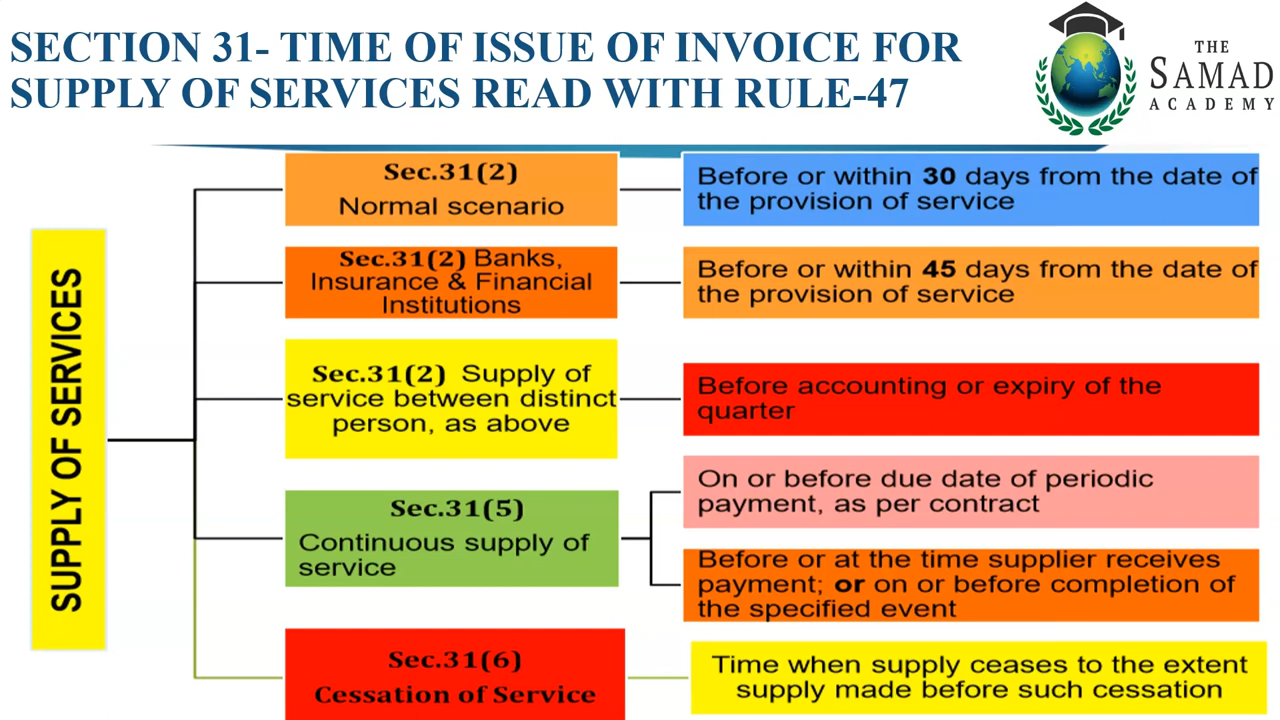 SECTION 31- TIME OF ISSUE OF INVOICE FOR
SUPPLY OF SERVICES READ WITH RULE-47
THE
SAMAD
ACADEMY
SUPPLY OF SERVICES
Sec.31(2)
Normal scenario
Before or within 30 days from the date of
the provision of service
Sec.31(2) Banks,
Insurance & Financial
Institutions
Before or within 45 days from the date of
the provision of service
Sec.31(2) Supply of
service between distinct
person, as above
Before accounting or expiry of the
quarter
Sec.31(5)
Continuous supply of
service
On or before due date of periodic
payment, as per contract
Before or at the time supplier receives
payment; or on or before completion of
the specified event
Sec.31(6)
Cessation of Service
Time when supply ceases to the extent
supply made before such cessation